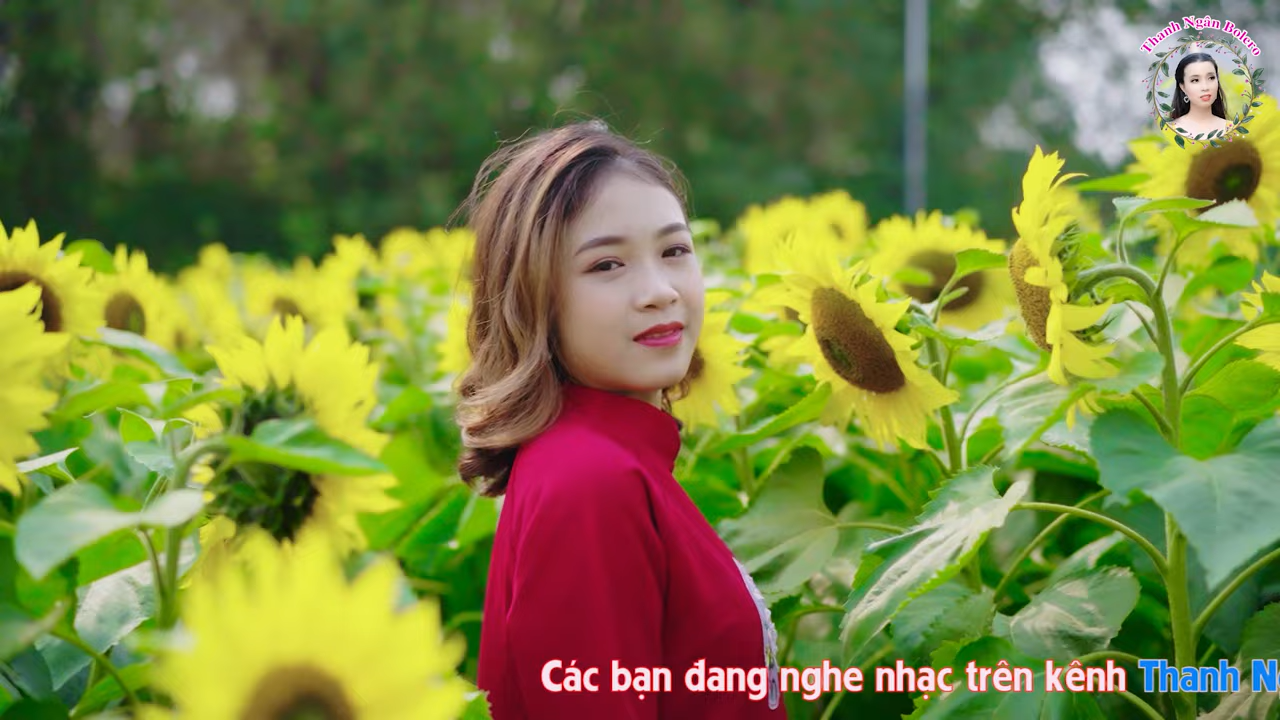 Thanh Ngân Bolero
Các bạn đang nghe nhạc trên kênh Thanh N